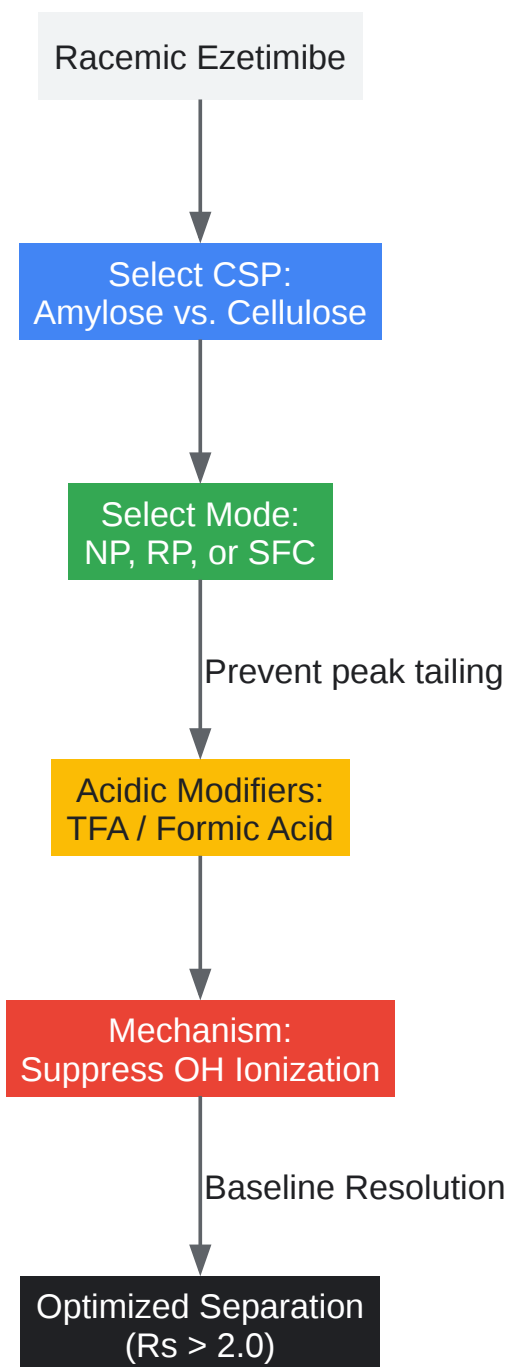 Racemic Ezetimibe
Select CSP:
Amylose vs. Cellulose
Select Mode:
NP, RP, or SFC
Prevent peak tailing
Acidic Modifiers:
TFA / Formic Acid
Mechanism:
Suppress OH Ionization
Baseline Resolution
Optimized Separation
(Rs > 2.0)